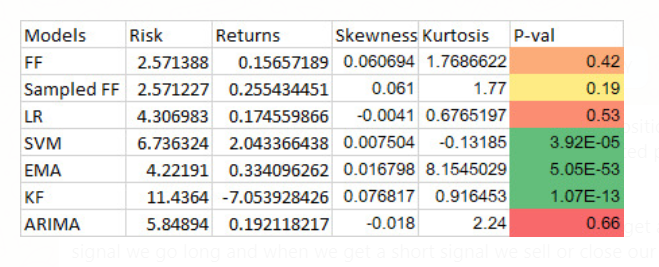 Models Risk Returns Skewness Kurtosis P-val
FF 2.571388 0.15657189 0.060694 1.7686622 0.42
Sampled FF 2.571227 0.255434451 0.061 1.77 0.19
LR 4.306983 0.174559866 -0.0041 0.6765197 0.53
SVM 6.736324 2.043366438 0.007504 -0.13185 3.92E-05
EMA 4.22191 0.334096262 0.016798 8.1545029 5.05E-53
KF 11.4364 -7.053928426 0.076817 0.916453 1.07E-13
ARIMA 5.84894 0.192118217 -0.018 2.24 0.66
get
signal we go long and when we get a short signal we sell or close our